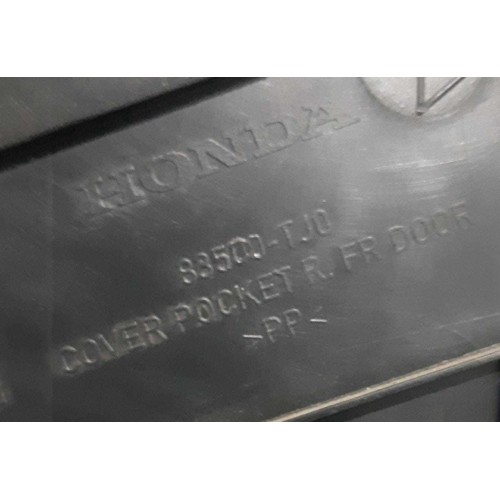 HONDA
83500-TJ0
COVER POCKET R, FR DOOR
>PP<